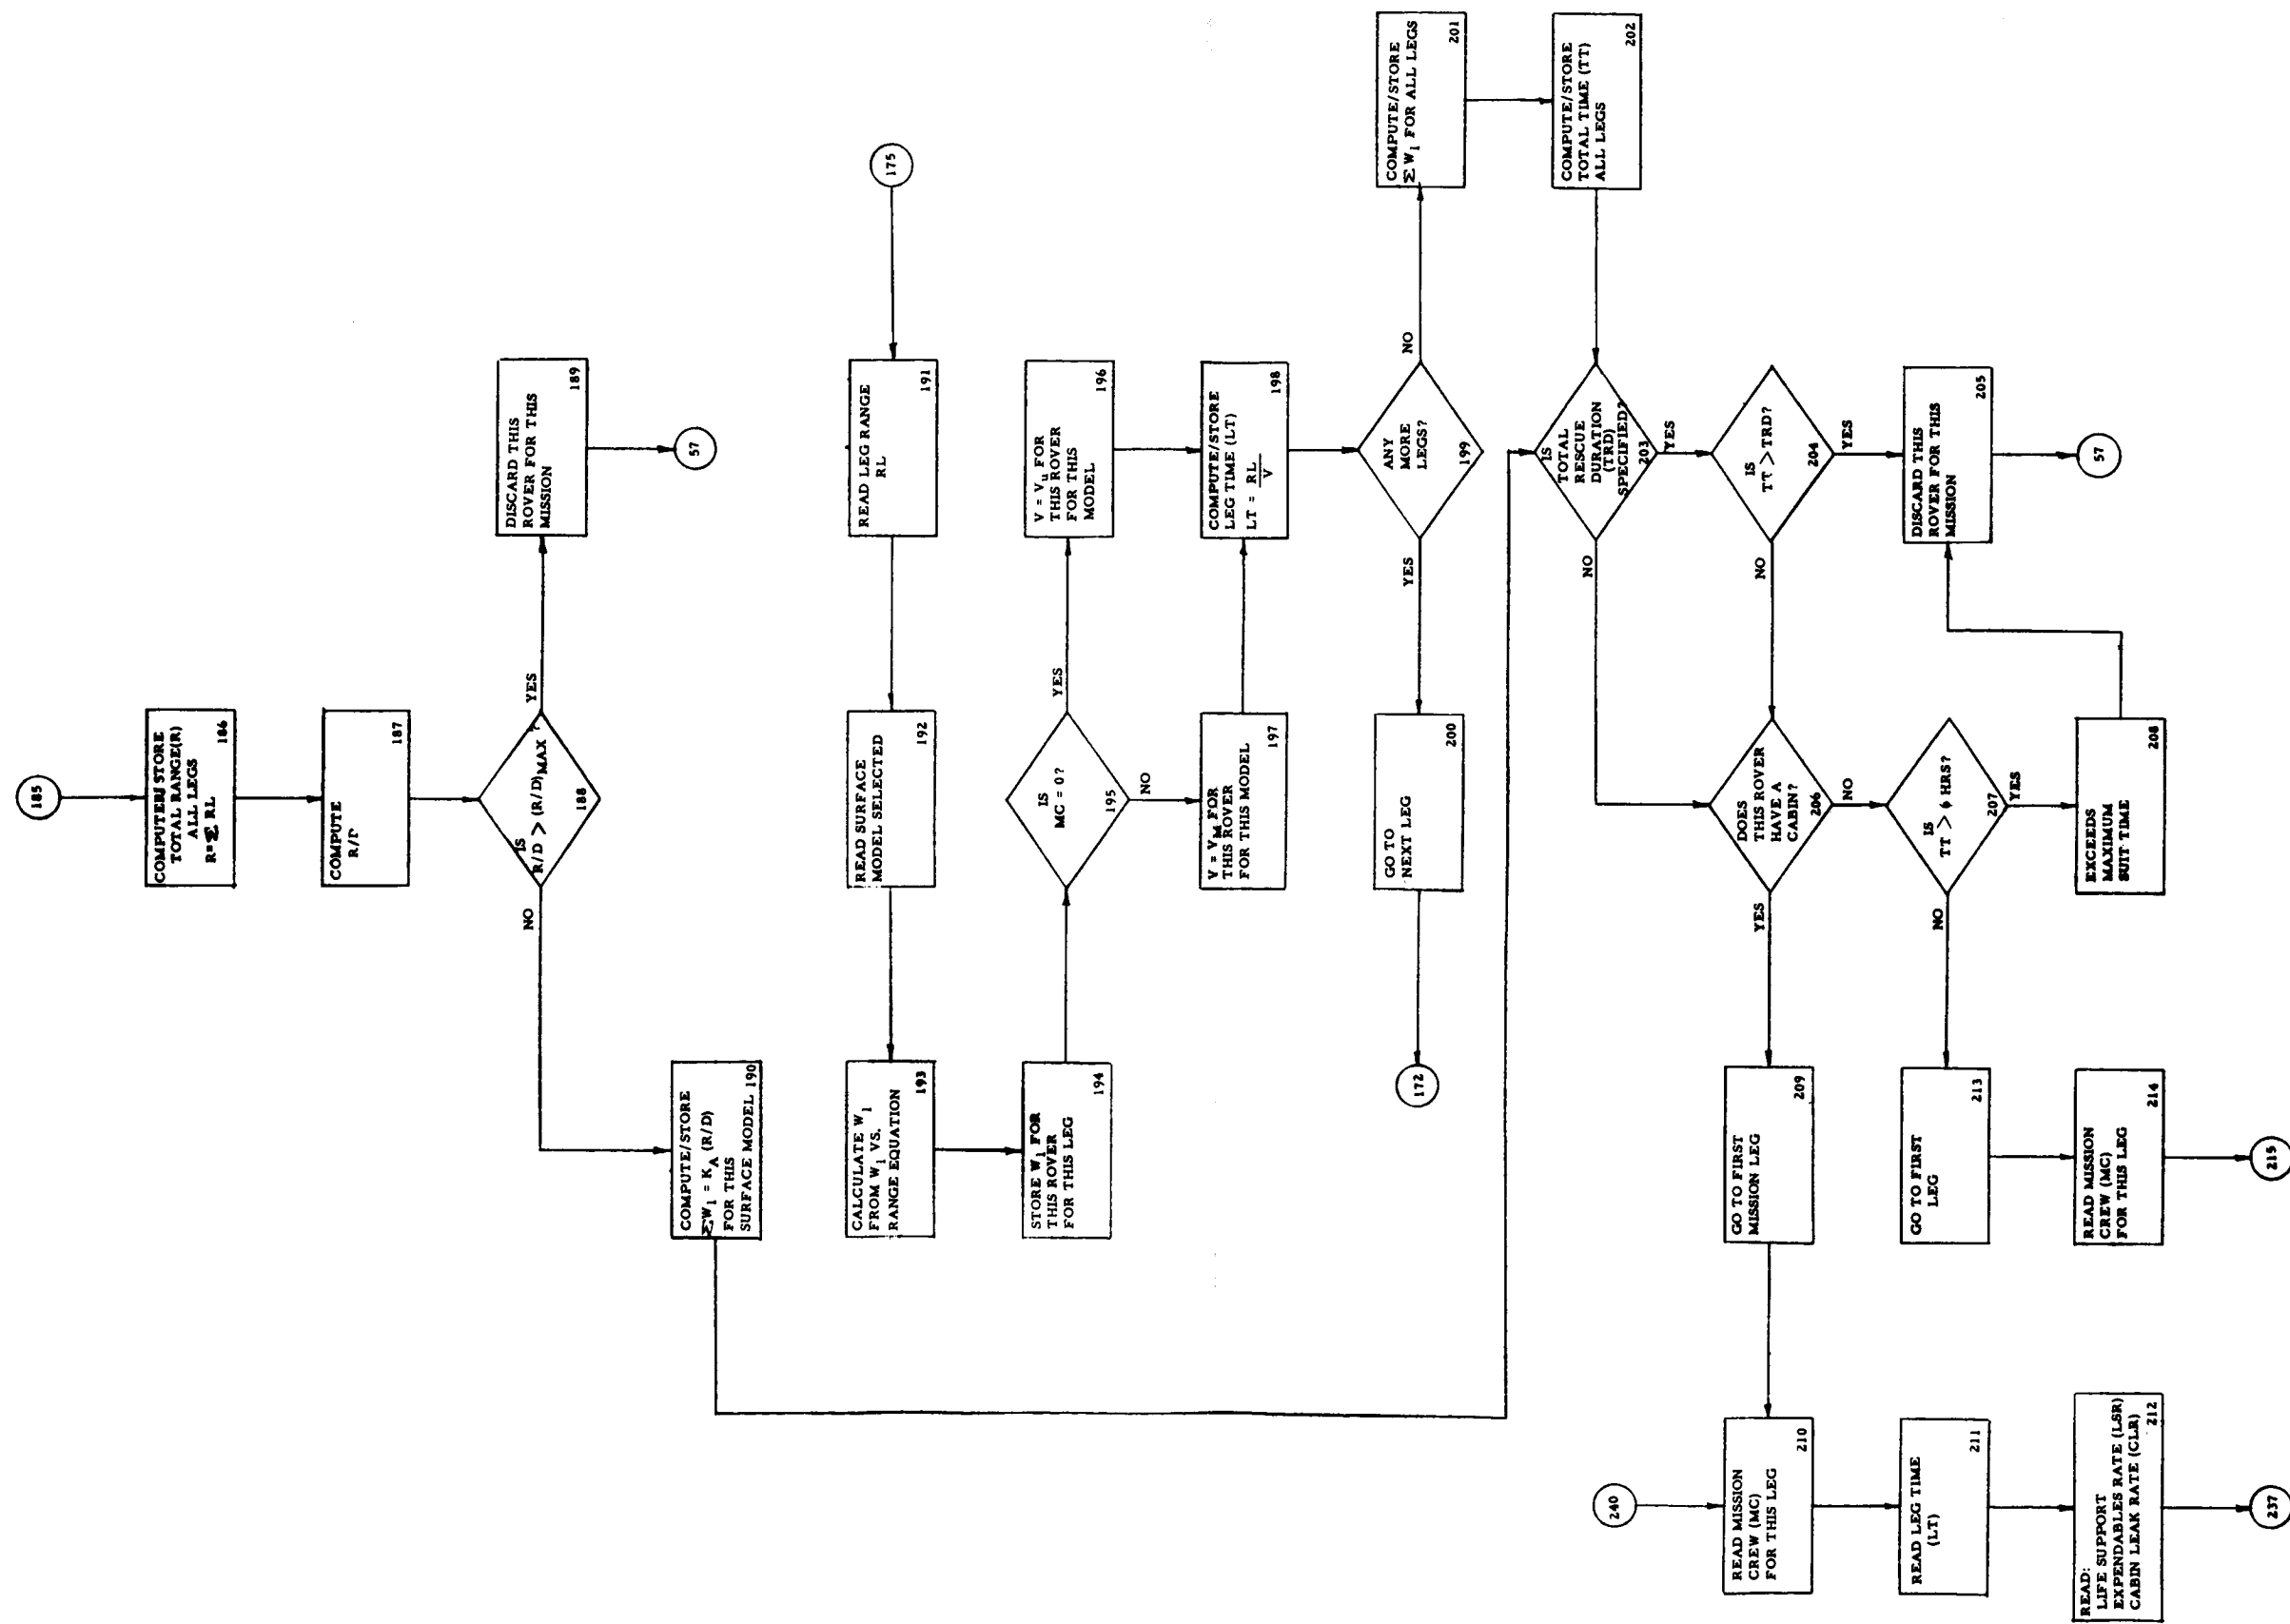 185
COMPUTER/STORE
TOTAL RANGE(R)
ALL LEGS
R=Σ RL
186
COMPUTE
R/D
187
IS
R/D > (R/D)MAX ?
188
YES
NO
DISCARD THIS
ROVER FOR THIS
MISSION
189
57
COMPUTE/STORE
ΣW1 = KA (R/D)
FOR THIS
SURFACE MODEL
190
175
READ LEG RANGE
RL
191
READ SURFACE
MODEL SELECTED
192
CALCULATE W1
FROM W1 VS.
RANGE EQUATION
193
STORE W1 FOR
THIS ROVER
FOR THIS LEG
194
IS
MC = 0?
195
YES
NO
V = Vu FOR
THIS ROVER
FOR THIS
MODEL
196
V = VM FOR
THIS ROVER
FOR THIS MODEL
197
COMPUTE/STORE
LEG TIME (LT)
LT = RL
V
198
ANY
MORE
LEGS?
199
YES
NO
GO TO
NEXT LEG
200
172
COMPUTE/STORE
ΣW1 FOR ALL LEGS
201
COMPUTE/STORE
TOTAL TIME (TT)
ALL LEGS
202
IS
TOTAL
RESCUE
DURATION
(TRD)
SPECIFIED?
203
YES
NO
IS
TT > TRD?
204
YES
NO
DISCARD THIS
ROVER FOR THIS
MISSION
205
57
DOES
THIS ROVER
HAVE A
CABIN?
206
YES
NO
IS
TT > HRS?
207
YES
NO
EXCEEDS
MAXIMUM
SUIT TIME
208
GO TO FIRST
MISSION LEG
209
240
READ MISSION
CREW (MC)
FOR THIS LEG
210
READ LEG TIME
(LT)
211
READ:
LIFE SUPPORT
EXPENDABLES RATE (LSR)
CABIN LEAK RATE (CLR)
212
237
GO TO FIRST
LEG
213
READ MISSION
CREW (MC)
FOR THIS LEG
214
215